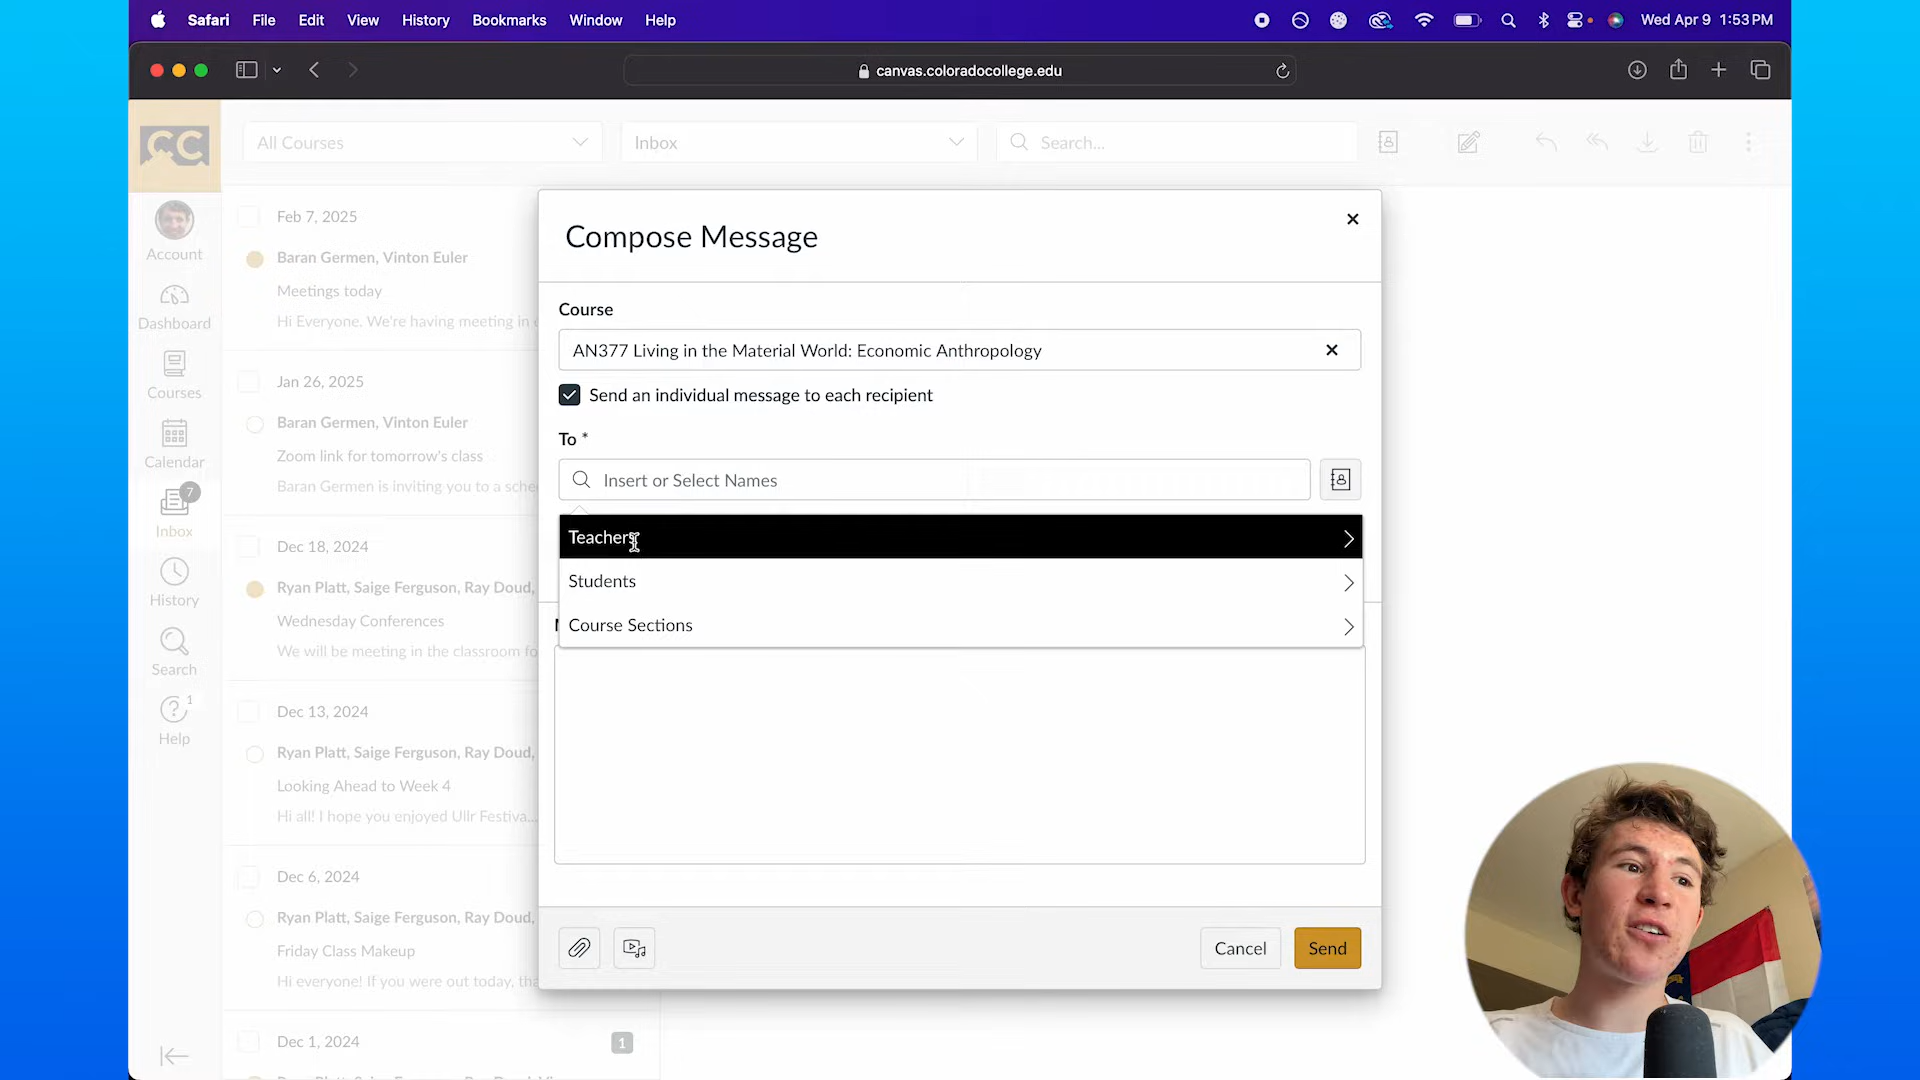 Safari File Edit View History Bookmarks Window Help
Wed Apr 9 1:53 PM
canvas.coloradocollege.edu
CC
All Courses
Inbox
Search...
Account
Dashboard
Courses
Calendar
7
Inbox
History
Search
1
Help
Feb 7, 2025
Baran Germen, Vinton Euler
Meetings today
Hi Everyone. We're having meeting in
Jan 26, 2025
Baran Germen, Vinton Euler
Zoom link for tomorrow's class
Baran Germen is inviting you to a sche
Dec 18, 2024
Ryan Platt, Saige Ferguson, Ray Doud,
Wednesday Conferences
We will be meeting in the classroom fo
Dec 13, 2024
Ryan Platt, Saige Ferguson, Ray Doud,
Looking Ahead to Week 4
Hi all! I hope you enjoyed Ullr Festiva...
Dec 6, 2024
Ryan Platt, Saige Ferguson, Ray Doud,
Friday Class Makeup
Hi everyone! If you were out today, tha
Dec 1, 2024
1
Compose Message
Course
AN377 Living in the Material World: Economic Anthropology
Send an individual message to each recipient
To *
Insert or Select Names
Teachers
Students
Course Sections
Cancel
Send